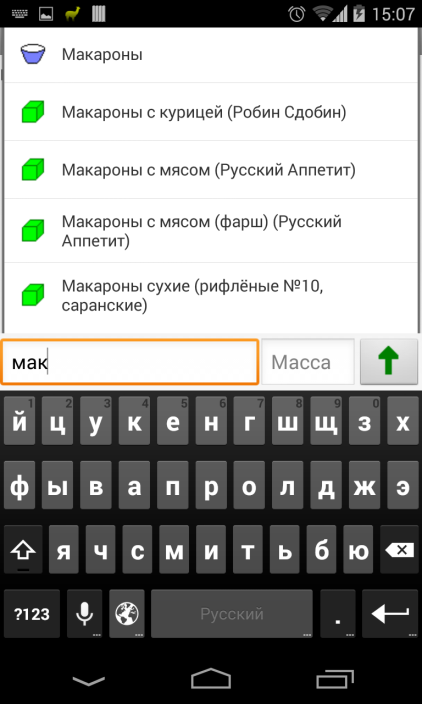 15:07
Макароны
Макароны с курицей (Робин Сдобин)
Макароны с мясом (Русский Аппетит)
Макароны с мясом (фарш) (Русский
Аппетит)
Макароны сухие (рифлёные №10,
саранские)
мак Масса
1 2 3 4 5 6 7 8 9 0
й ц у к е н г ш щ з х
ф ы в а п р о л д ж э
я ч с м и т ь б ю
?123 Русский .